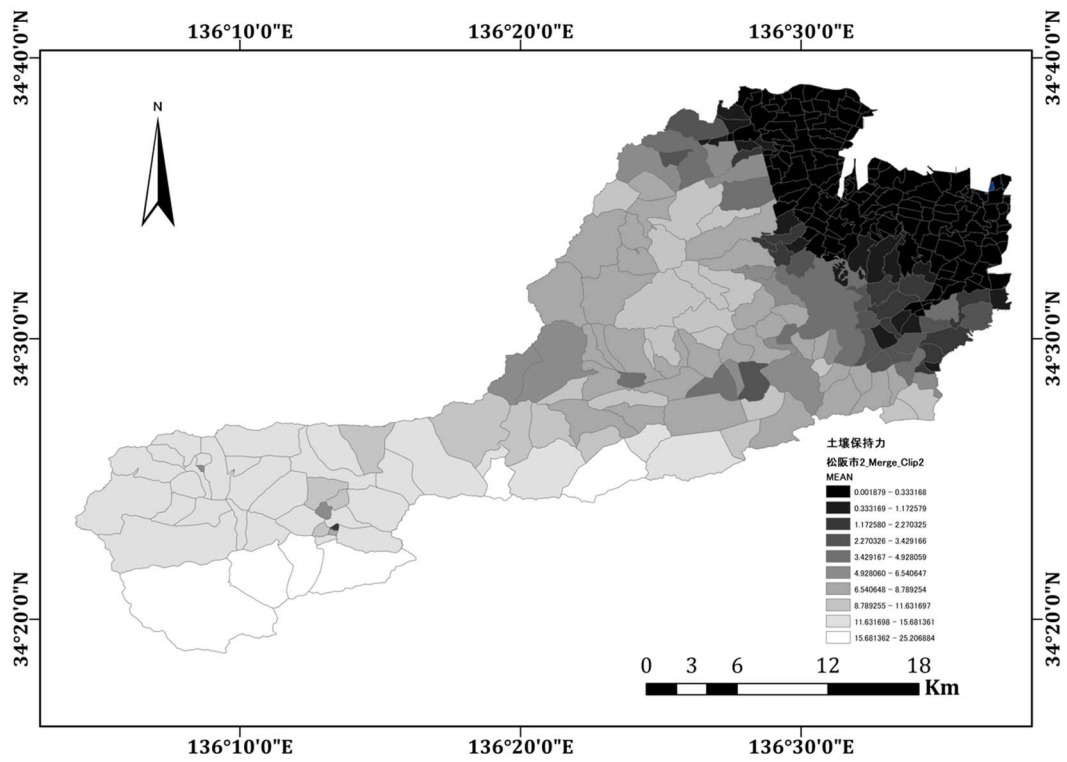 136°10'0"E 136°20'0"E 136°30'0"E
34°40'0"N 34°40'0"N
N
34°30'0"N 34°30'0"N
土壌保持力
松阪市2_Merge_Clip2
MEAN
0.001879 - 0.333168
0.333169 - 1.172579
1.172580 - 2.270325
2.270326 - 3.429166
3.429167 - 4.928059
4.928060 - 6.540647
6.540648 - 8.789254
8.789255 - 11.631697
11.631698 - 15.681361
15.681362 - 25.206884
34°20'0"N 34°20'0"N
0 3 6 12 18
Km
136°10'0"E 136°20'0"E 136°30'0"E